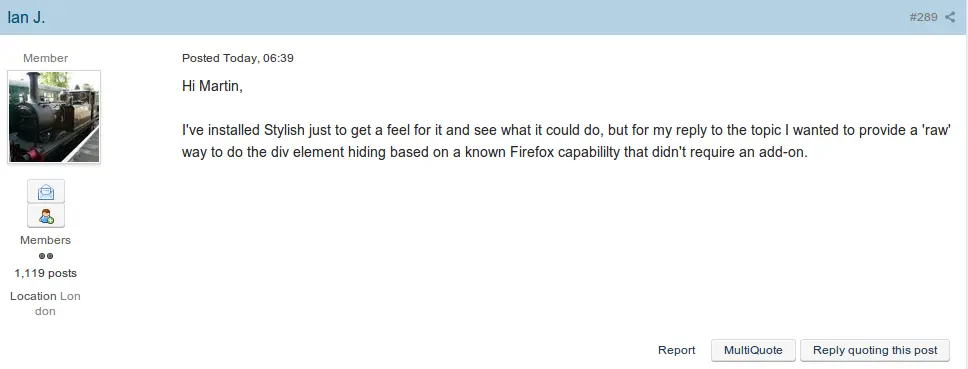 Ian J.
#289
Member
Posted Today, 06:39
Hi Martin,
I've installed Stylish just to get a feel for it and see what it could do, but for my reply to the topic I wanted to provide a 'raw'
way to do the div element hiding based on a known Firefox capabililty that didn't require an add-on.
Members
1,119 posts
Location Lon
don
Report
MultiQuote
Reply quoting this post